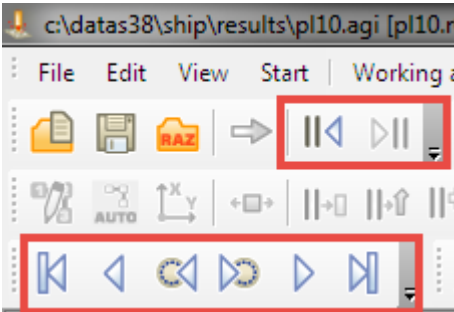 c:\datas38\ship\results\pl10.agi [pl10.r
File Edit View Start Working a
RAZ
AUTO X Y